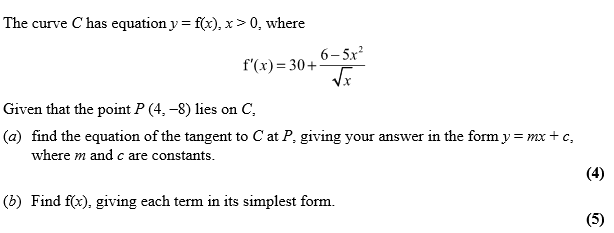 The curve C has equation y = f(x), x > 0, where
f′(x) = 30 + (6 − 5x²)/√x
Given that the point P (4, −8) lies on C,
(a) find the equation of the tangent to C at P, giving your answer in the form y = mx + c,
where m and c are constants.
(4)
(b) Find f(x), giving each term in its simplest form.
(5)